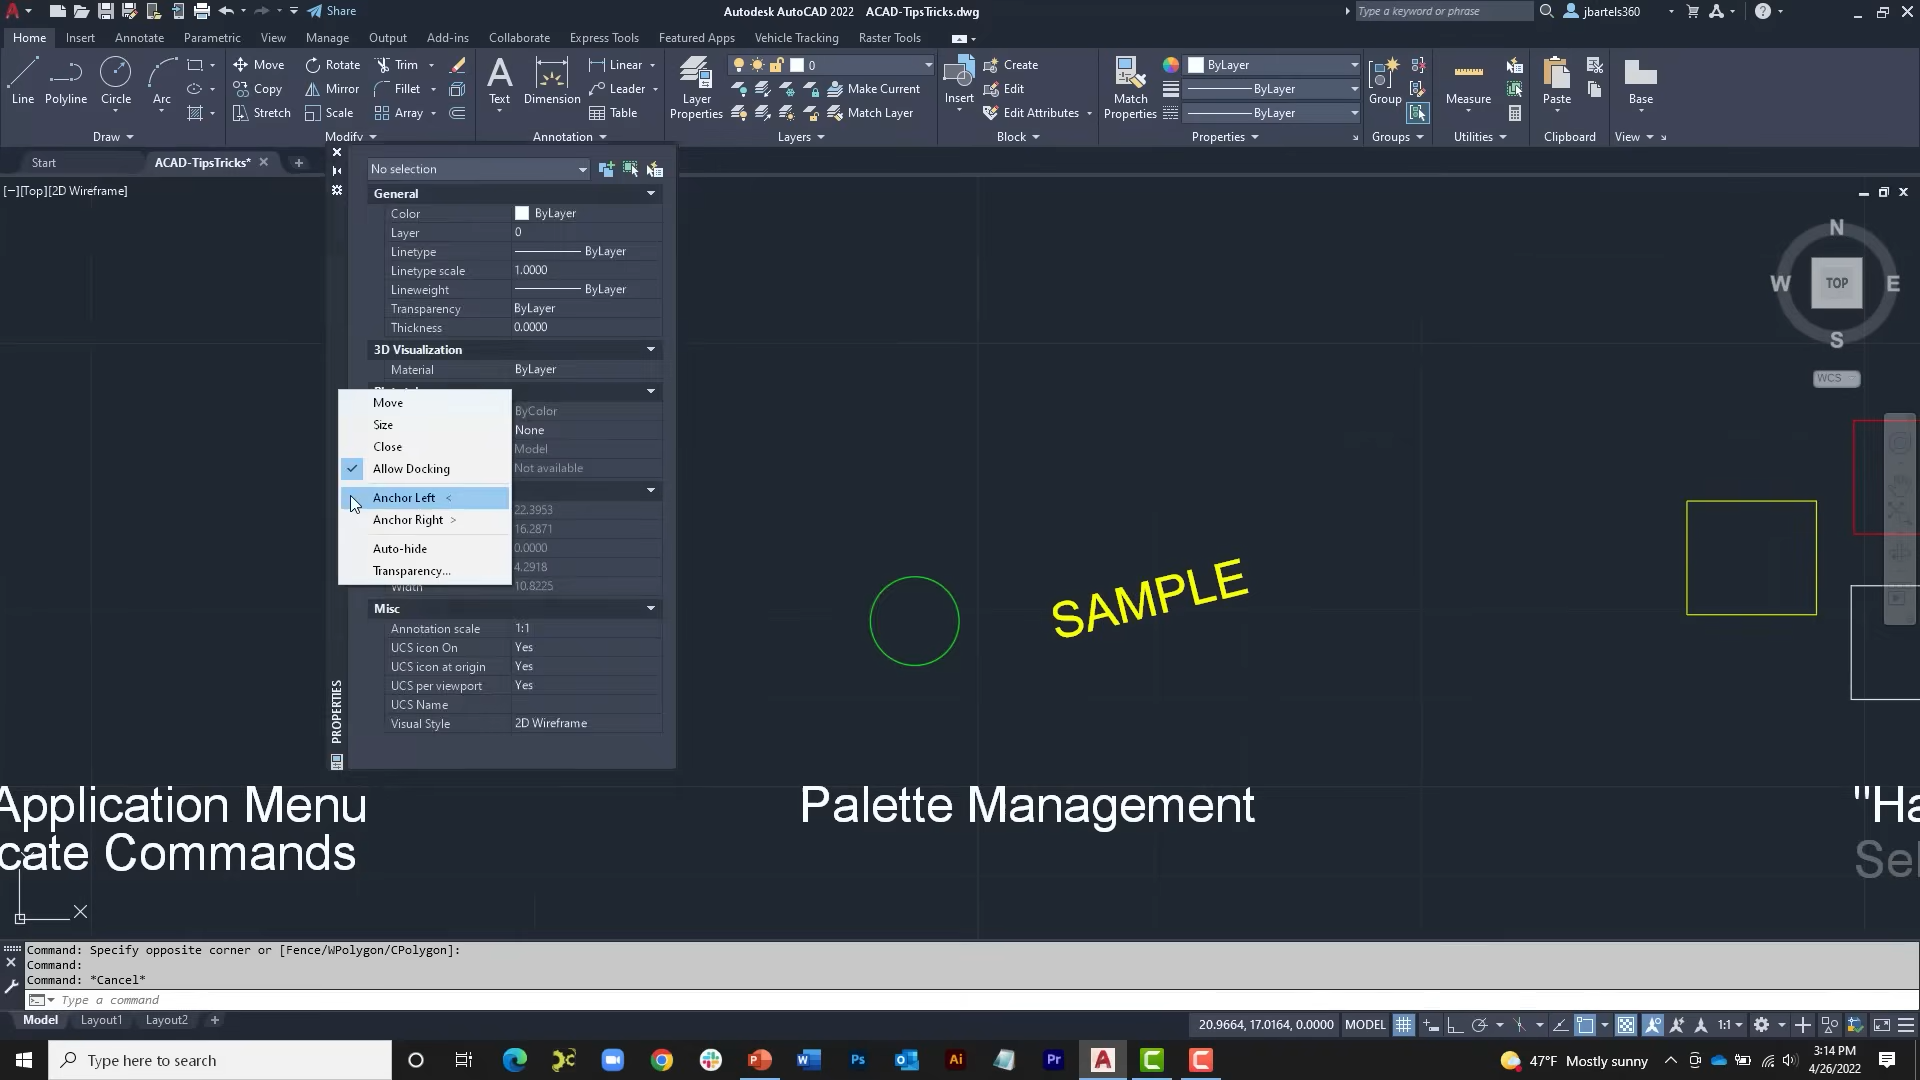 Share
Autodesk AutoCAD 2022 ACAD-TipsTricks.dwg
Type a keyword or phrase
jbartels360
Home Insert Annotate Parametric View Manage Output Add-ins Collaborate Express Tools Featured Apps Vehicle Tracking Raster Tools
Line Polyline Circle Arc
Move Rotate Trim
Copy Mirror Fillet
Stretch Scale Array
Text Dimension
Linear
Leader
Table
Layer
Properties
0
Make Current
Match Layer
Insert
Create
Edit
Edit Attributes
Match
Properties
ByLayer
ByLayer
ByLayer
Group
Measure
Paste
Base
Draw Modify Annotation Layers Block Properties Groups Utilities Clipboard View
Start ACAD-TipsTricks*
[−][Top][2D Wireframe]
No selection
General
Color ByLayer
Layer 0
Linetype ByLayer
Linetype scale 1.0000
Lineweight ByLayer
Transparency ByLayer
Thickness 0.0000
3D Visualization
Material ByLayer
ByColor
None
Model
Not available
22.3953
16.2871
0.0000
4.2918
Width 10.8225
Misc
Annotation scale 1:1
UCS icon On Yes
UCS icon at origin Yes
UCS per viewport Yes
UCS Name
Visual Style 2D Wireframe
PROPERTIES
Move
Size
Close
Allow Docking
Anchor Left <
Anchor Right >
Auto-hide
Transparency...
SAMPLE
N
W TOP E
S
WCS
Application Menu
cate Commands
Palette Management
"Ha
Sel
X
Command: Specify opposite corner or [Fence/WPolygon/CPolygon]:
Command:
Command: *Cancel*
Type a command
Model Layout1 Layout2
20.9664, 17.0164, 0.0000 MODEL 1:1
Type here to search
47°F Mostly sunny
3:14 PM
4/26/2022